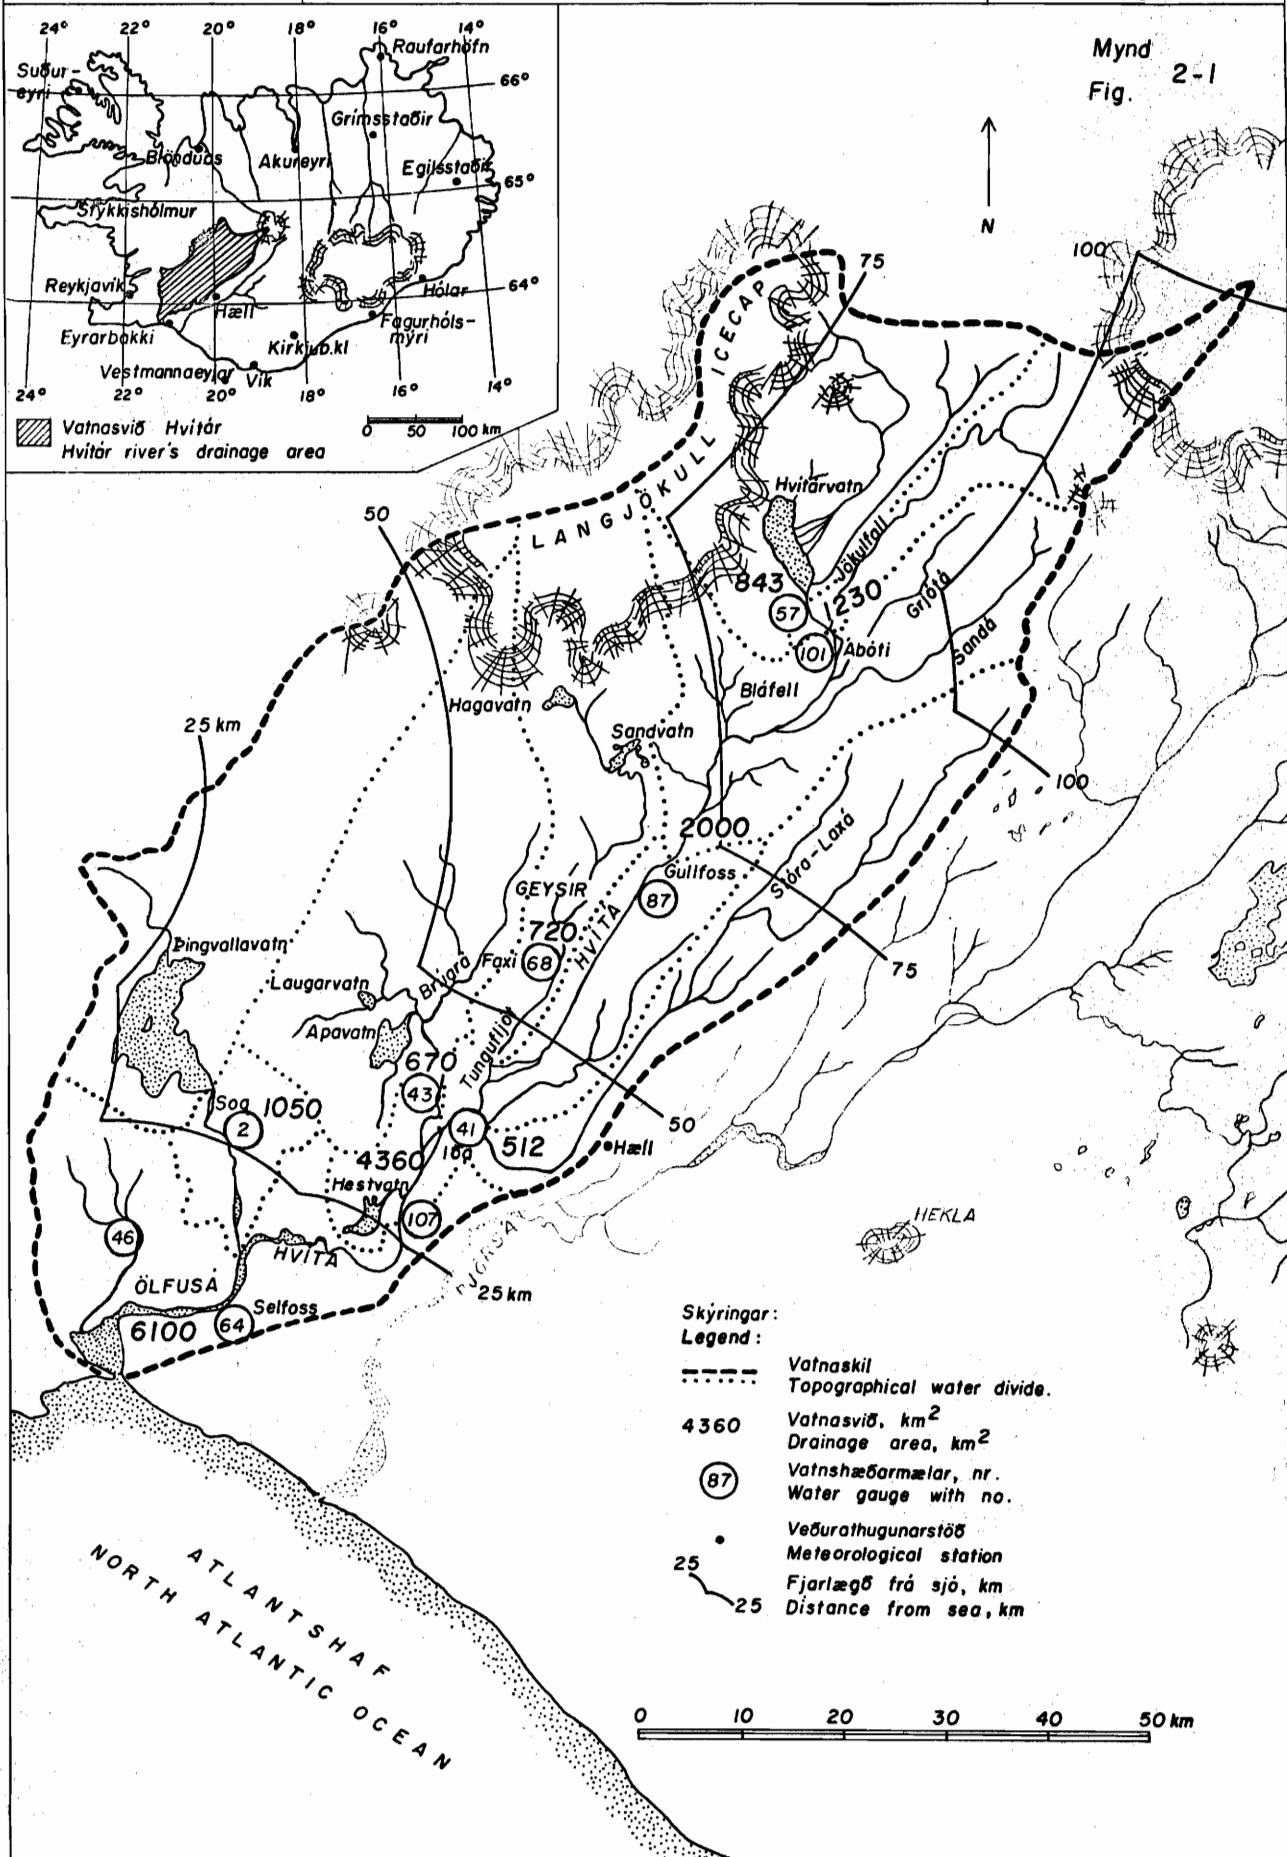 Mynd
Fig. 2-1
24° 22° 20° 18° 16° 14°
Raufarhöfn
66°
Suður-
eyri
Grímsstaðir
Blönduós
Akureyri
Egilsstaðir
65°
Stykkishólmur
Reykjavík
Hæll
Hólar
64°
Eyrarbakki
Fagurhóls-
mýri
Kirkjub.kl
Vestmannaeyjar
Vík
24° 22° 20° 18° 16° 14°
Vatnasvið Hvítár
Hvítár river's drainage area
0 50 100 km
N
100
75
ICECAP
LANGJÖKULL
50
Hvítárvatn
843
57
Jökulfall
1230
101
Ábóti
Grjótá
Sandá
Bláfell
Hagavatn
Sandvatn
25 km
100
2000
Gullfoss
87
Stóra-Laxá
GEYSIR
720
Faxi
68
HVÍTÁ
75
Þingvallavatn
Laugarvatn
Brúará
Apavatn
Tungufljót
670
43
50
Sog
2
1050
41
Iða
512
Hæll
4360
Hestvatn
107
46
HVÍTÁ
HEKLA
ÞJÓRSÁ
25 km
ÖLFUSÁ
Selfoss
64
6100
Skýringar:
Legend:
Vatnaskil
Topographical water divide.
4360
Vatnasvið, km²
Drainage area, km²
87
Vatnshæðarmælar, nr.
Water gauge with no.
Veðurathugunarstöð
Meteorological station
25
25
Fjarlægð frá sjó, km
Distance from sea, km
ATLANTSHAF
NORTH ATLANTIC OCEAN
0 10 20 30 40 50 km